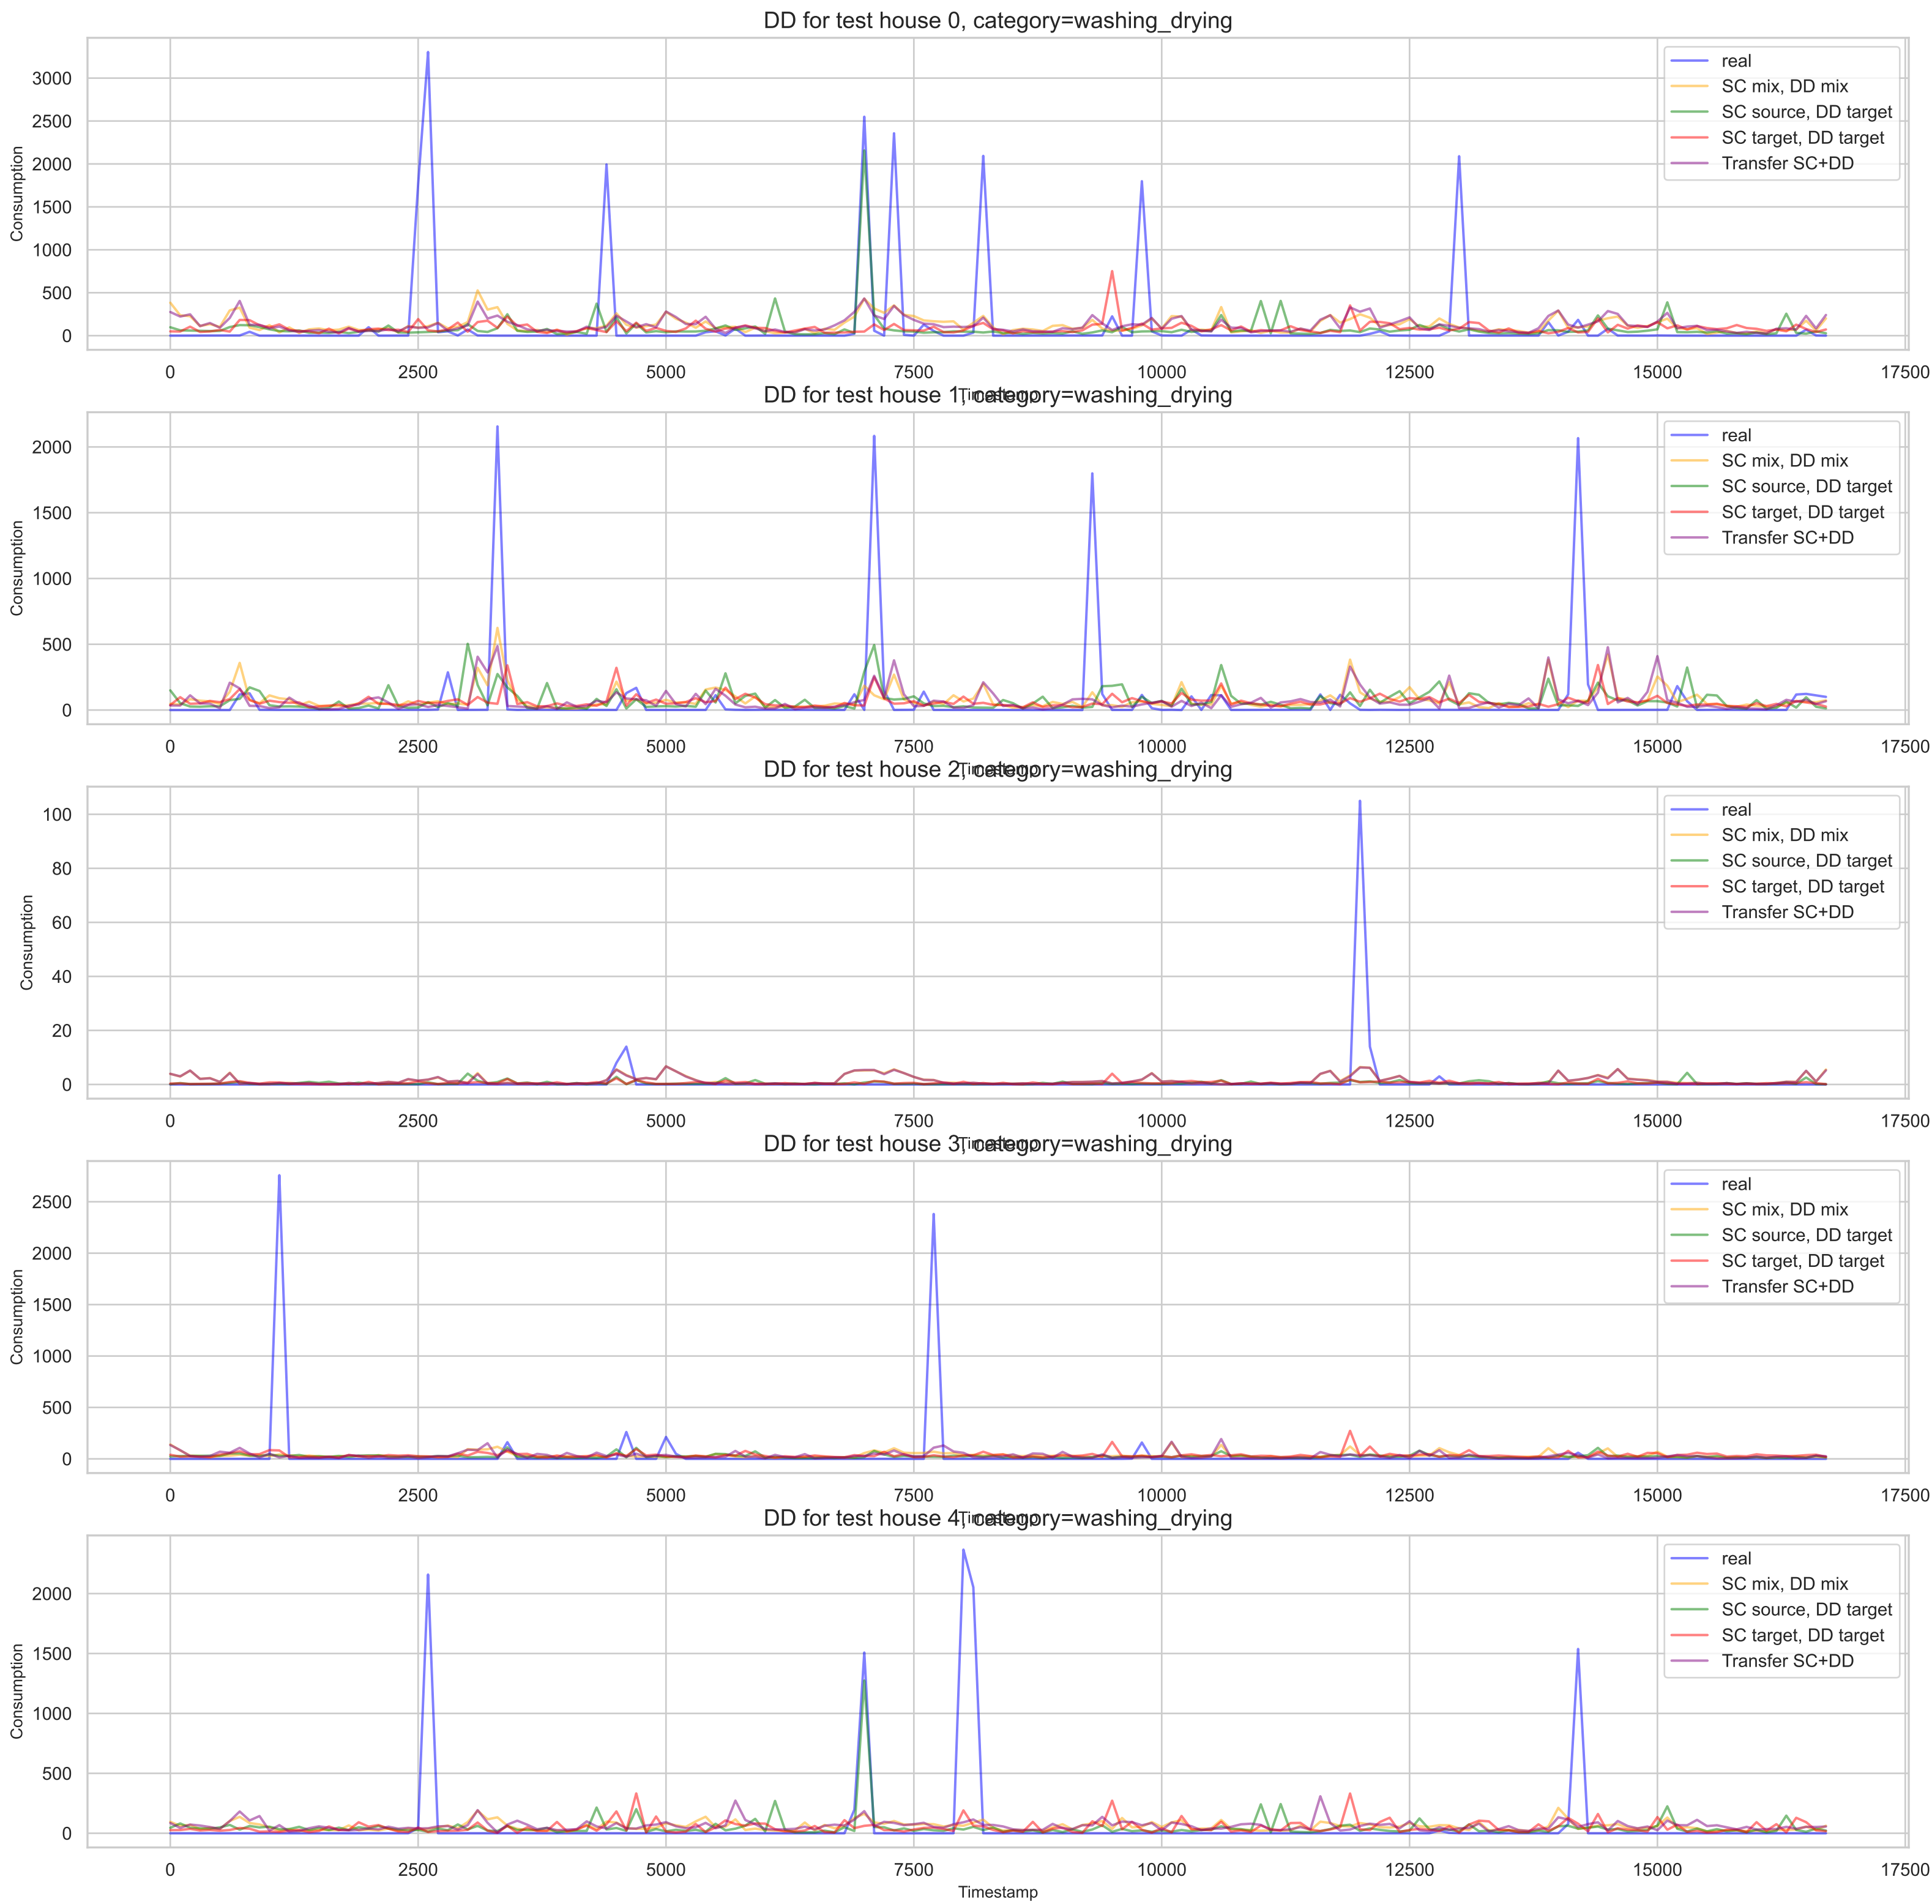 DD for test house 0, category=washing_drying
Consumption
3000
2500
2000
1500
1000
500
0
real
SC mix, DD mix
SC source, DD target
SC target, DD target
Transfer SC+DD
0 2500 5000 7500 10000 12500 15000 17500
Timestamp
DD for test house 1, category=washing_drying
Consumption
2000
1500
1000
500
0
real
SC mix, DD mix
SC source, DD target
SC target, DD target
Transfer SC+DD
0 2500 5000 7500 10000 12500 15000 17500
Timestamp
DD for test house 2, category=washing_drying
Consumption
100
80
60
40
20
0
real
SC mix, DD mix
SC source, DD target
SC target, DD target
Transfer SC+DD
0 2500 5000 7500 10000 12500 15000 17500
Timestamp
DD for test house 3, category=washing_drying
Consumption
2500
2000
1500
1000
500
0
real
SC mix, DD mix
SC source, DD target
SC target, DD target
Transfer SC+DD
0 2500 5000 7500 10000 12500 15000 17500
Timestamp
DD for test house 4, category=washing_drying
Consumption
2000
1500
1000
500
0
real
SC mix, DD mix
SC source, DD target
SC target, DD target
Transfer SC+DD
0 2500 5000 7500 10000 12500 15000 17500
Timestamp